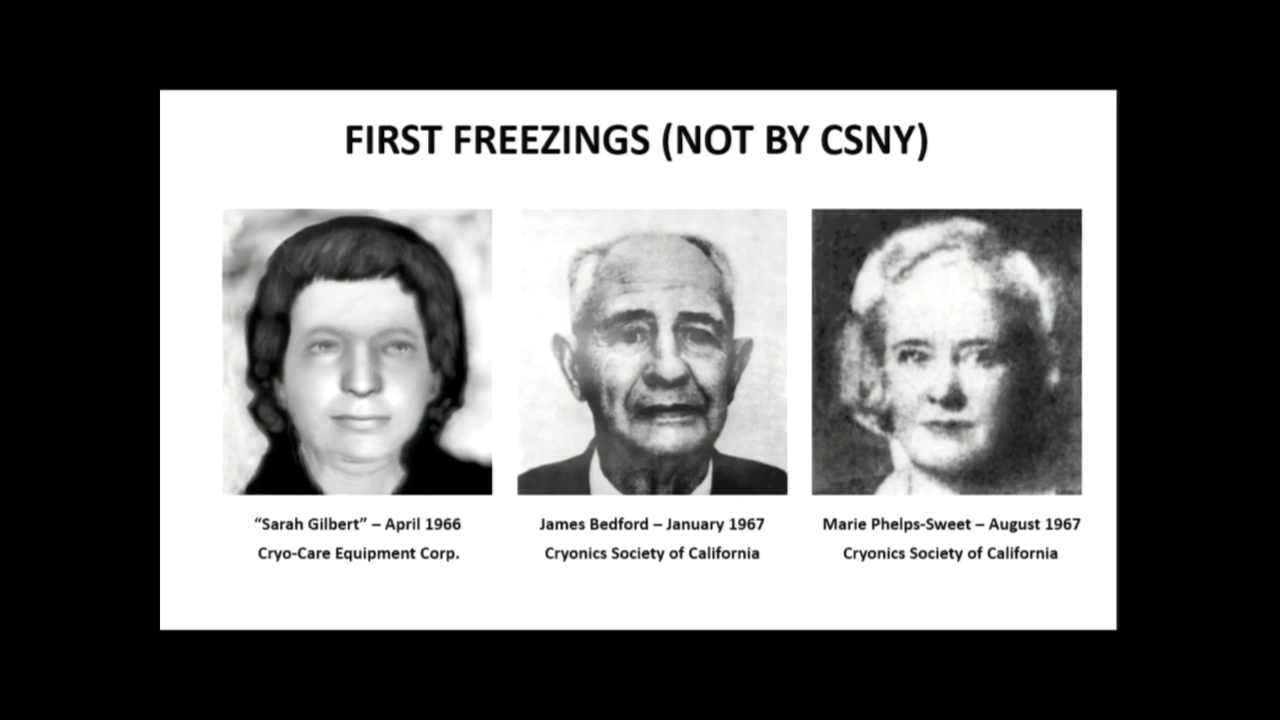 FIRST FREEZINGS (NOT BY CSNY)
“Sarah Gilbert” – April 1966
Cryo-Care Equipment Corp.
James Bedford – January 1967
Cryonics Society of California
Marie Phelps-Sweet – August 1967
Cryonics Society of California